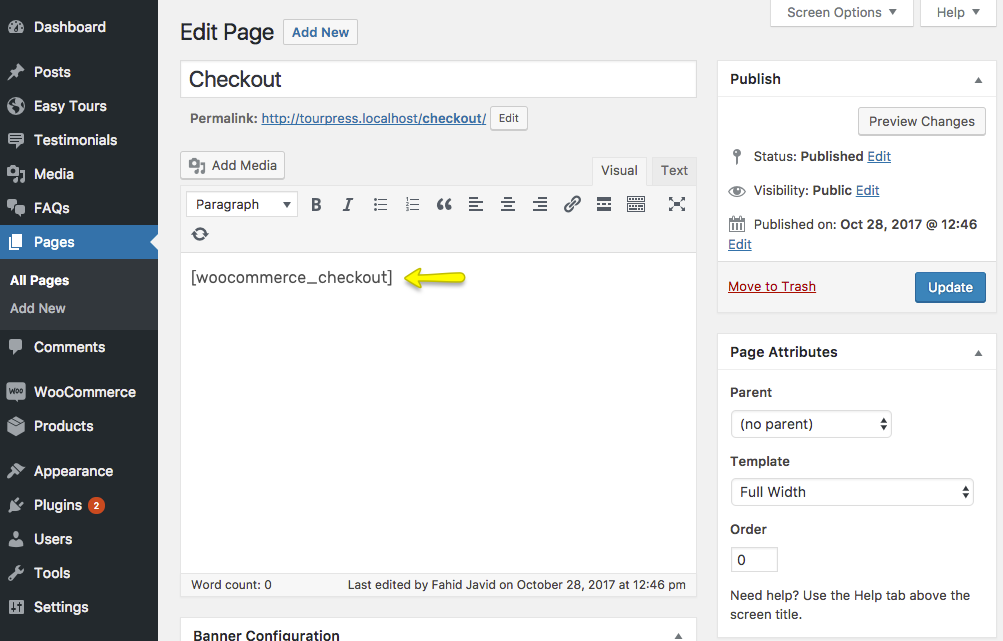 Dashboard
Posts
Easy Tours
Testimonials
Media
FAQs
Pages
All Pages
Add New
Comments
WOO WooCommerce
Products
Appearance
Plugins 2
Users
Tools
Settings
Screen Options
Help
Edit Page Add New
Checkout
Permalink: http://tourpress.localhost/checkout/ Edit
Add Media
Visual Text
Paragraph B I
[woocommerce_checkout]
Word count: 0 Last edited by Fahid Javid on October 28, 2017 at 12:46 pm
Banner Configuration
Publish
Preview Changes
Status: Published Edit
Visibility: Public Edit
Published on: Oct 28, 2017 @ 12:46
Edit
Move to Trash Update
Page Attributes
Parent
(no parent)
Template
Full Width
Order
0
Need help? Use the Help tab above the
screen title.